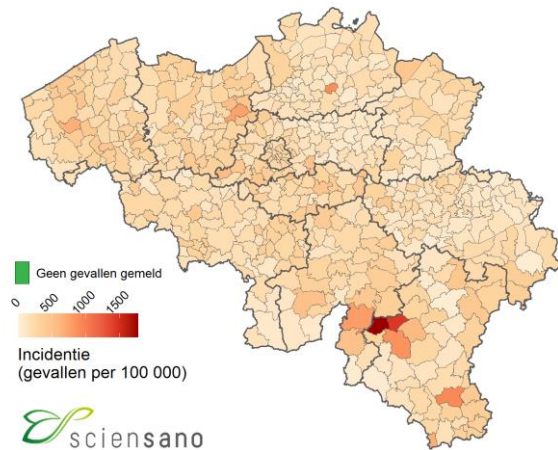 Geen gevallen gemeld
0 500 1000 1500
Incidentie
(gevallen per 100 000)
sciensano